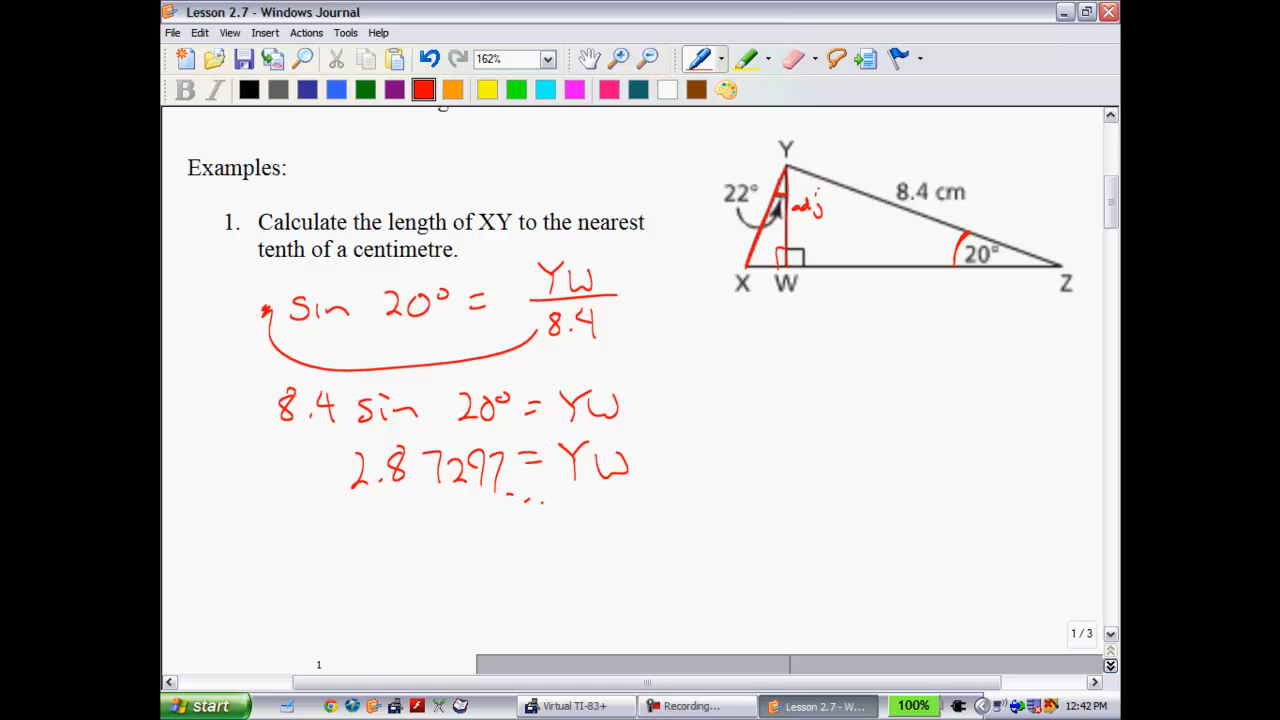 Lesson 2.7 - Windows Journal
File Edit View Insert Actions Tools Help
162%
B I
Examples:
1. Calculate the length of XY to the nearest
tenth of a centimetre.
sin 20° = YW
8.4
8.4 sin 20° = YW
2.87297... = YW
Y
22°
adj
8.4 cm
20°
X W Z
1 / 3
1
start
Virtual TI-83+
Recording...
Lesson 2.7 - W...
100%
12:42 PM